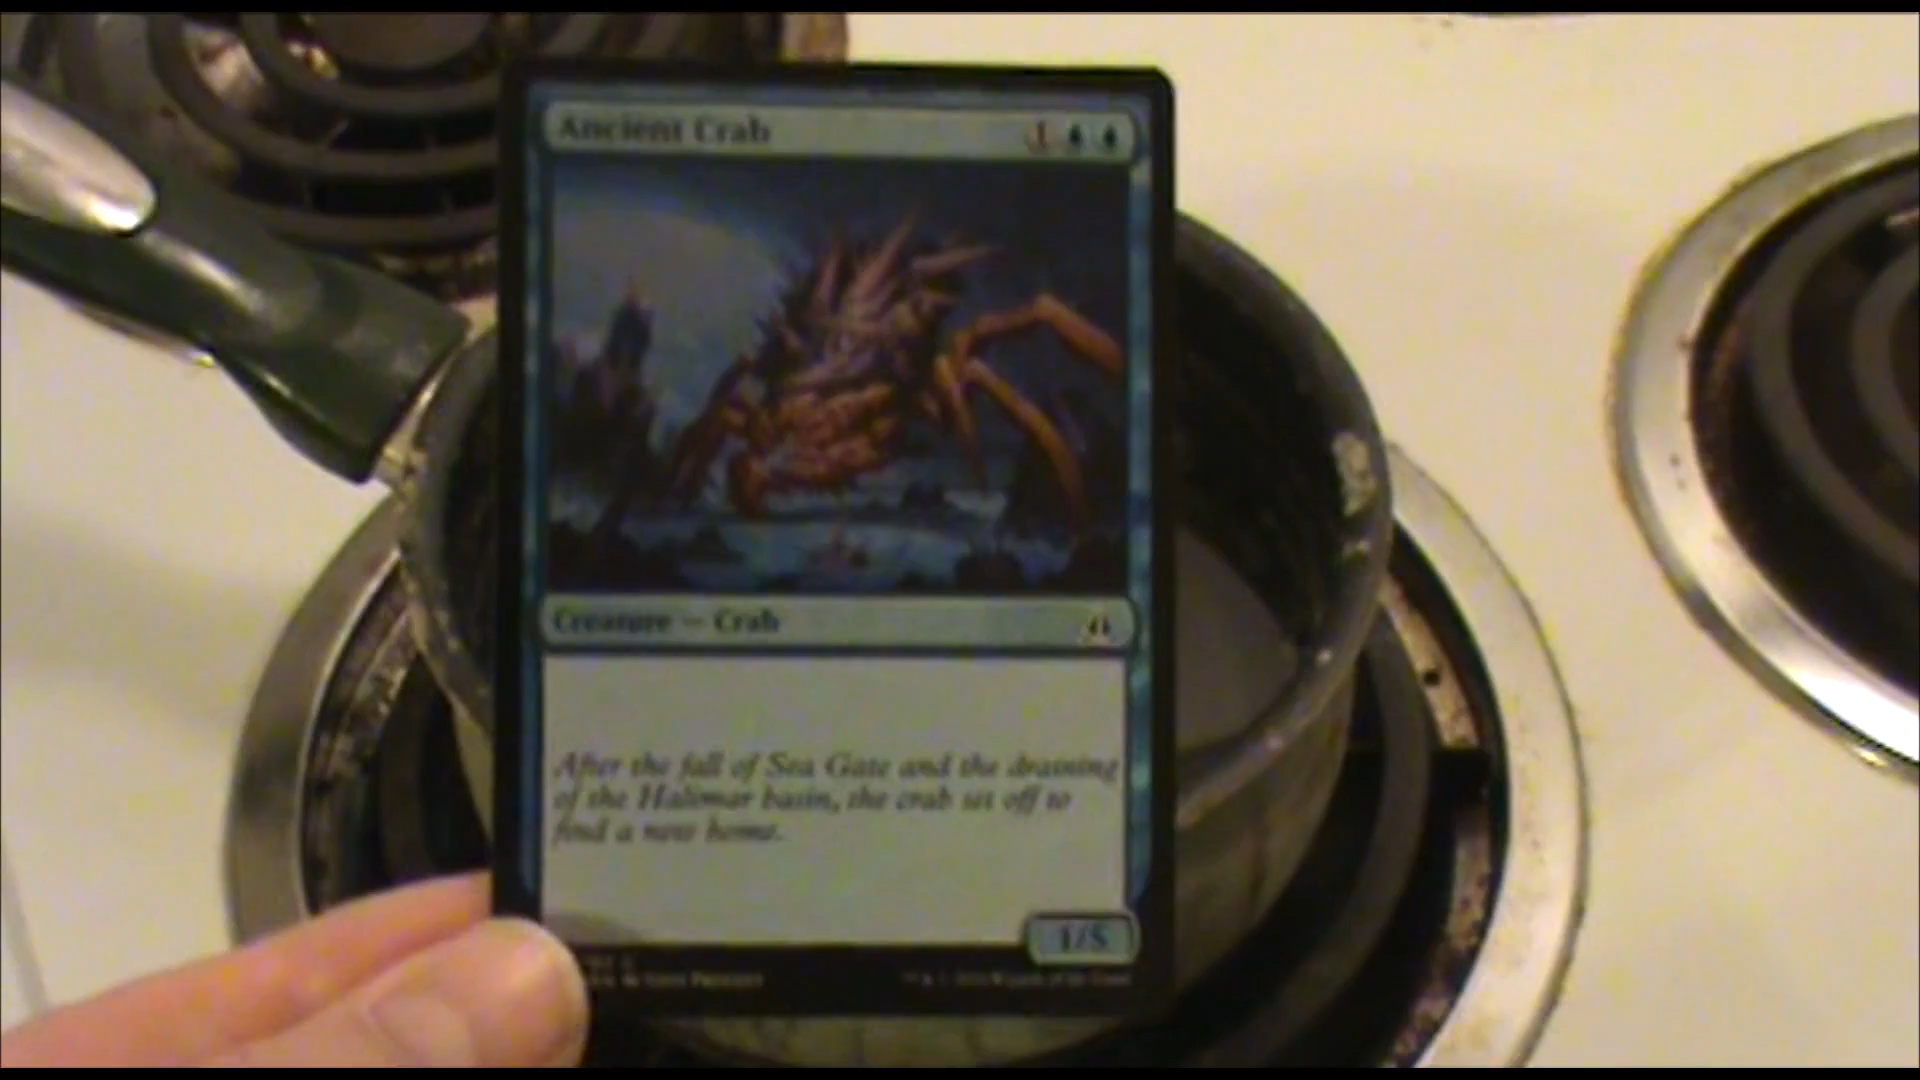 Ancient Crab 1
Creature — Crab
After the fall of Sea Gate and the draining
of the Halimar basin, the crab set off to
find a new home.
1/5